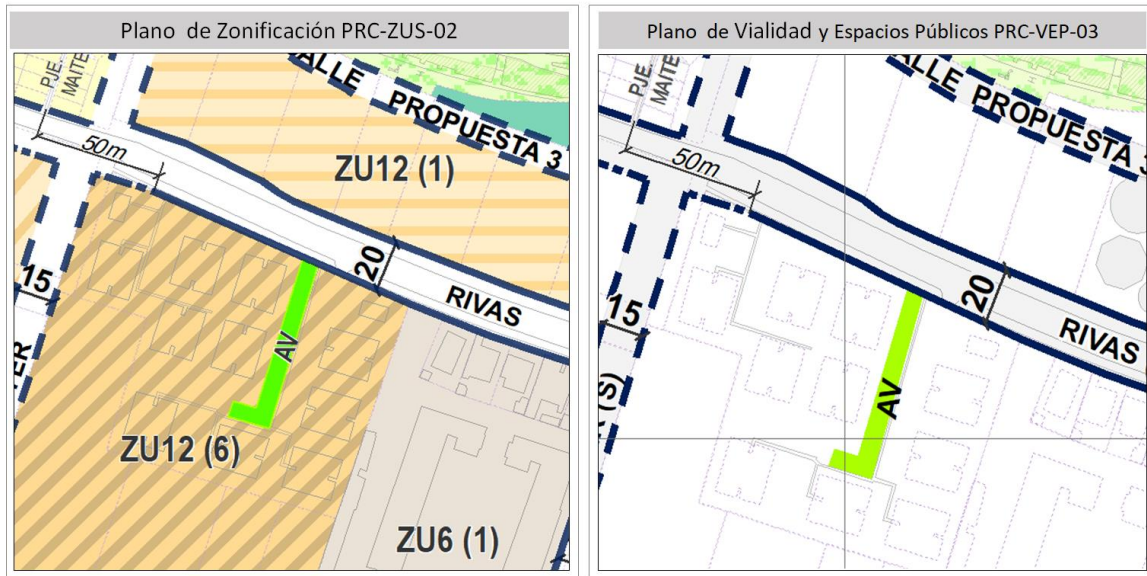 Plano de Zonificación PRC-ZUS-02
PJE.
MAITE
ALLE PROPUESTA 3
50m
ZU12 (1)
20
RIVAS
15
AV
ZU12 (6)
ZU6 (1)
Plano de Vialidad y Espacios Públicos PRC-VEP-03
PJE.
MAITE
ALLE PROPUESTA 3
50m
20
RIVAS
15
AV
(S)